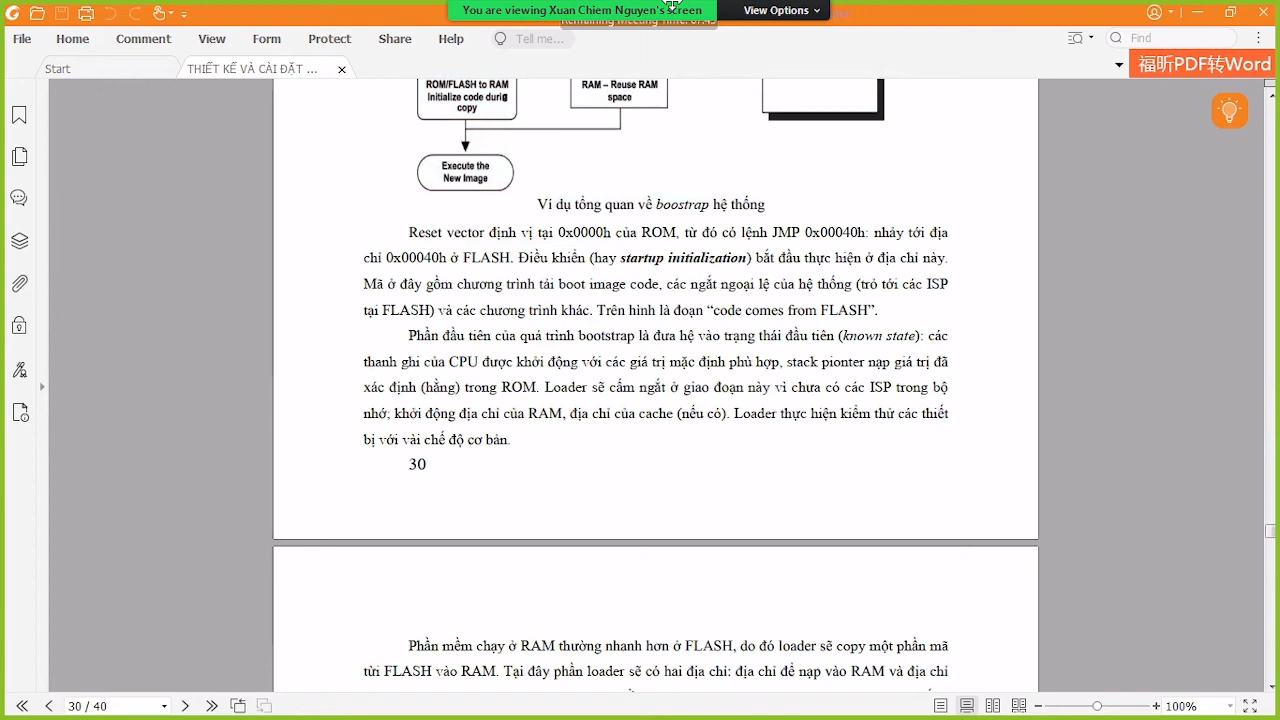 You are viewing Xuan Chiem Nguyen's screen
View Options
File Home Comment View Form Protect Share Help Tell me... Find
Start
THIẾT KẾ VÀ CÀI ĐẶT ...
福昕PDF转Word
ROM/FLASH to RAM
Initialize code during
copy
RAM – Reuse RAM
space
Execute the
New Image
Ví dụ tổng quan về boostrap hệ thống
Reset vector định vị tại 0x0000h của ROM, từ đó có lệnh JMP 0x00040h: nhảy tới địa
chỉ 0x00040h ở FLASH. Điều khiển (hay startup initialization) bắt đầu thực hiện ở địa chỉ này.
Mã ở đây gồm chương trình tải boot image code, các ngắt ngoại lệ của hệ thống (trỏ tới các ISP
tại FLASH) và các chương trình khác. Trên hình là đoạn “code comes from FLASH”.
Phần đầu tiên của quá trình bootstrap là đưa hệ vào trạng thái đầu tiên (known state): các
thanh ghi của CPU được khởi động với các giá trị mặc định phù hợp, stack pionter nạp giá trị đã
xác định (hằng) trong ROM. Loader sẽ cấm ngắt ở giao đoạn này vì chưa có các ISP trong bộ
nhớ; khởi động địa chỉ của RAM, địa chỉ của cache (nếu có). Loader thực hiện kiểm thử các thiết
bị với vài chế độ cơ bản.
30
Phần mềm chạy ở RAM thường nhanh hơn ở FLASH, do đó loader sẽ copy một phần mã
từi FLASH vào RAM. Tại đây phần loader sẽ có hai địa chỉ: địa chỉ để nạp vào RAM và địa chỉ
30 / 40
100%